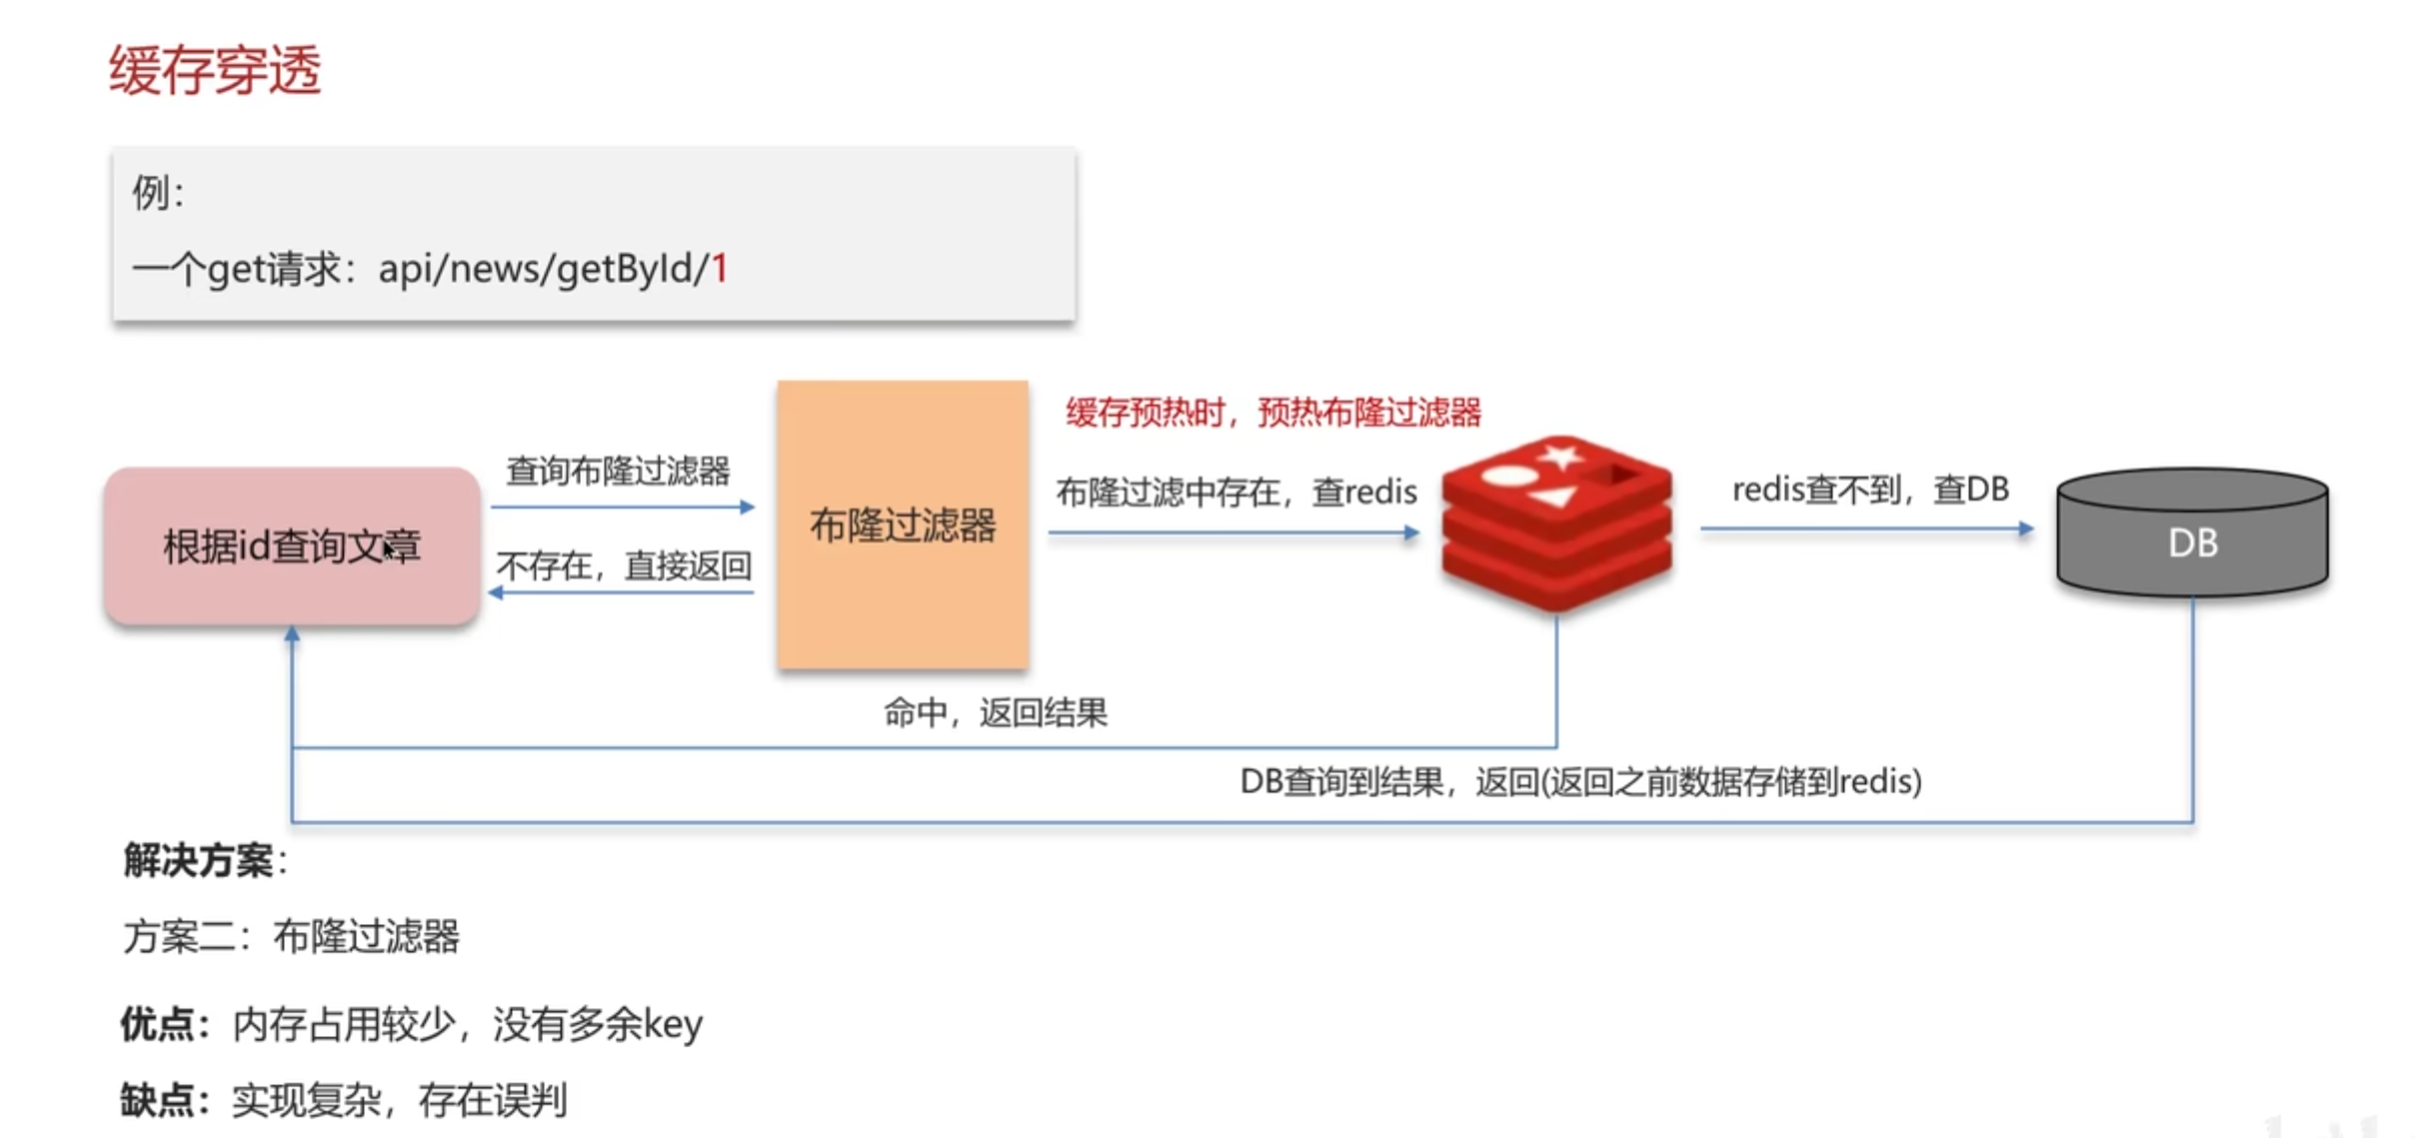 缓存穿透
例：
一个get请求：api/news/getById/1
缓存预热时，预热布隆过滤器
查询布隆过滤器
布隆过滤中存在，查redis
redis查不到，查DB
根据id查询文章
布隆过滤器
DB
不存在，直接返回
命中，返回结果
DB查询到结果，返回(返回之前数据存储到redis)
解决方案：
方案二：布隆过滤器
优点：内存占用较少，没有多余key
缺点：实现复杂，存在误判